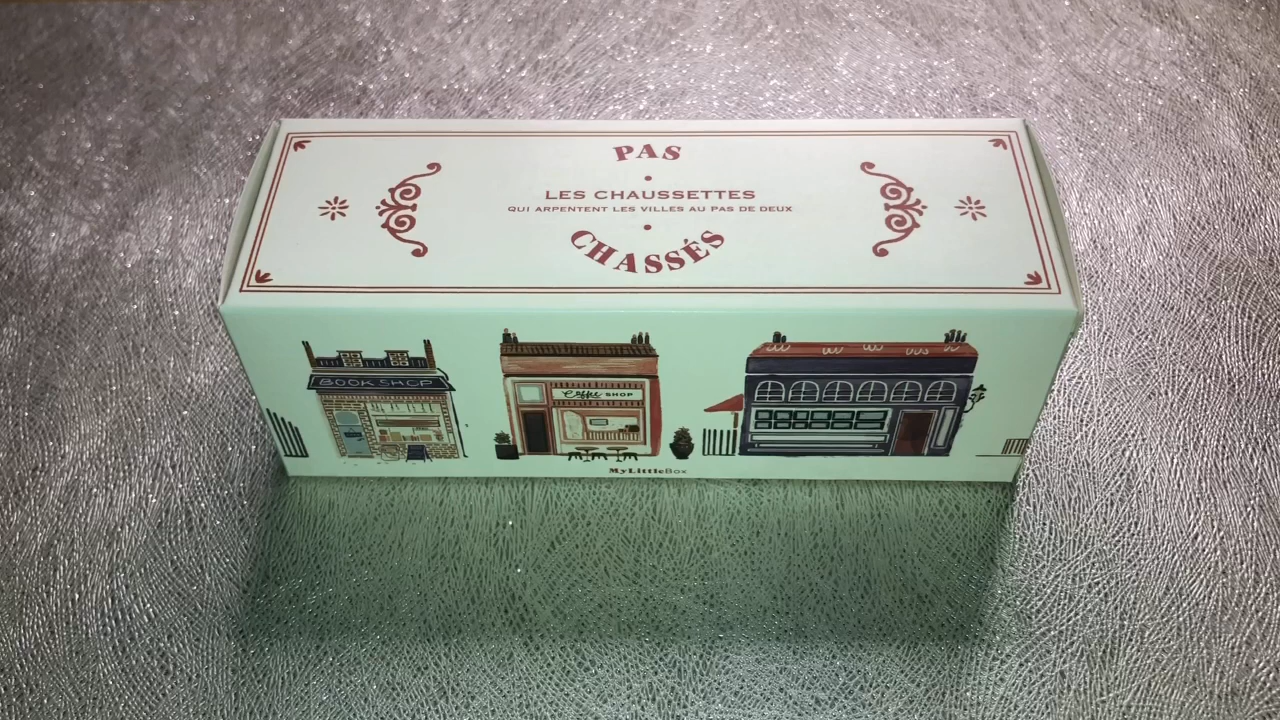 PAS
LES CHAUSSETTES
QUI ARPENTENT LES VILLES AU PAS DE DEUX
CHASSÉS
BOOK SHOP
Coffee SHOP
MyLittleBox